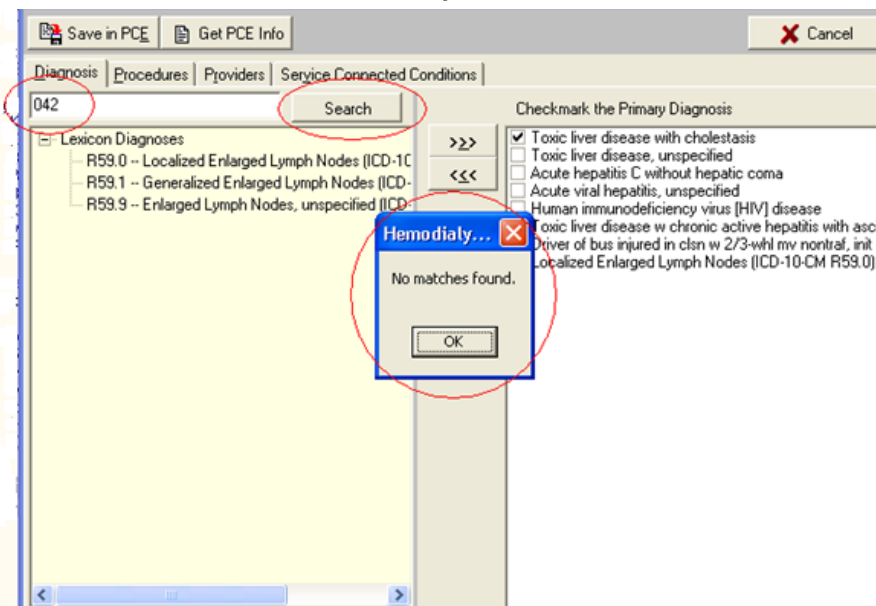 Save in PCE Get PCE Info Cancel
Diagnosis Procedures Providers Service Connected Conditions
042 Search
Checkmark the Primary Diagnosis
Lexicon Diagnoses
R59.0 -- Localized Enlarged Lymph Nodes (ICD-10
R59.1 -- Generalized Enlarged Lymph Nodes (ICD-
R59.9 -- Enlarged Lymph Nodes, unspecified (ICD-
>>>
<<<
Toxic liver disease with cholestasis
Toxic liver disease, unspecified
Acute hepatitis C without hepatic coma
Acute viral hepatitis, unspecified
Human immunodeficiency virus [HIV] disease
Toxic liver disease w chronic active hepatitis with asc
Driver of bus injured in clsn w 2/3-whl mv nontraf, init
Localized Enlarged Lymph Nodes (ICD-10-CM R59.0)
Hemodialy...
No matches found.
OK